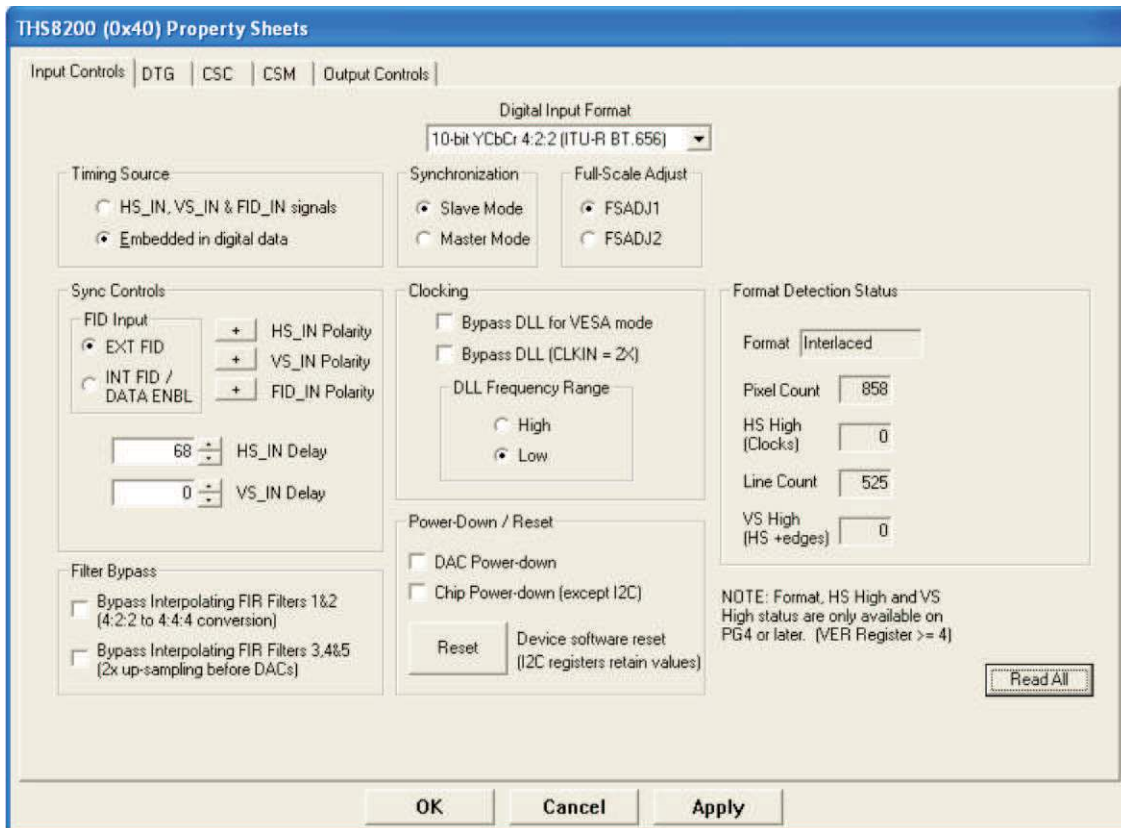 THS8200 (0x40) Property Sheets
Input Controls
DTG
CSC
CSM
Output Controls
Digital Input Format
10-bit YCbCr 4:2:2 (ITU-R BT.656)
Timing Source
HS_IN, VS_IN & FID_IN signals
Embedded in digital data
Synchronization
Slave Mode
Master Mode
Full-Scale Adjust
FSADJ1
FSADJ2
Sync Controls
FID Input
EXT FID
INT FID /
DATA ENBL
+ HS_IN Polarity
+ VS_IN Polarity
+ FID_IN Polarity
68 HS_IN Delay
0 VS_IN Delay
Clocking
Bypass DLL for VESA mode
Bypass DLL (CLKIN = 2X)
DLL Frequency Range
High
Low
Format Detection Status
Format Interlaced
Pixel Count 858
HS High
(Clocks) 0
Line Count 525
VS High
(HS +edges) 0
Filter Bypass
Bypass Interpolating FIR Filters 1&2
(4:2:2 to 4:4:4 conversion)
Bypass Interpolating FIR Filters 3,4&5
(2x up-sampling before DACs)
Power-Down / Reset
DAC Power-down
Chip Power-down (except I2C)
Reset
Device software reset
(I2C registers retain values)
NOTE: Format, HS High and VS
High status are only available on
PG4 or later. (VER Register >= 4)
Read All
OK
Cancel
Apply